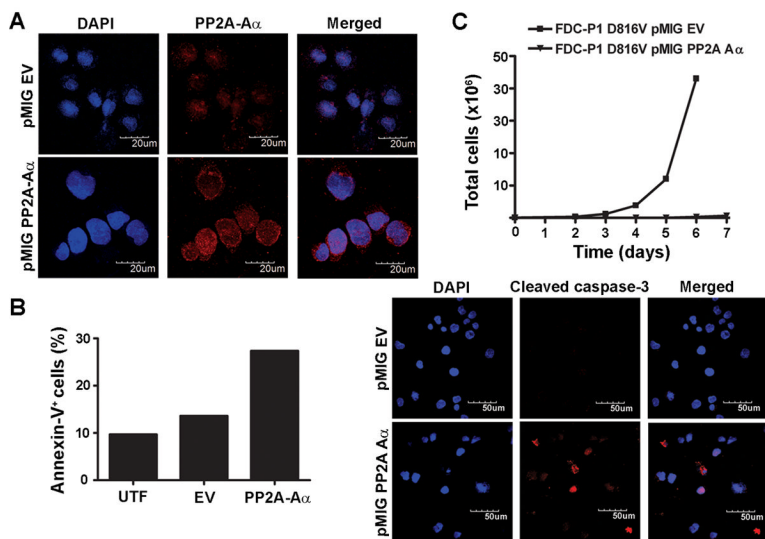 A
DAPI
PP2A-Aα
Merged
pMIG EV
20um
20um
20um
pMIG PP2A-Aα
20um
20um
20um
C
FDC-P1 D816V pMIG EV
FDC-P1 D816V pMIG PP2A Aα
Total cells (x10⁶)
50
30
30
10
10
0
1
2
3
4
5
6
7
Time (days)
B
Annexin-V⁺ cells (%)
30
20
10
0
UTF
EV
PP2A-Aα
DAPI
Cleaved caspase-3
Merged
pMIG EV
50um
50um
50um
pMIG PP2A Aα
50um
50um
50um